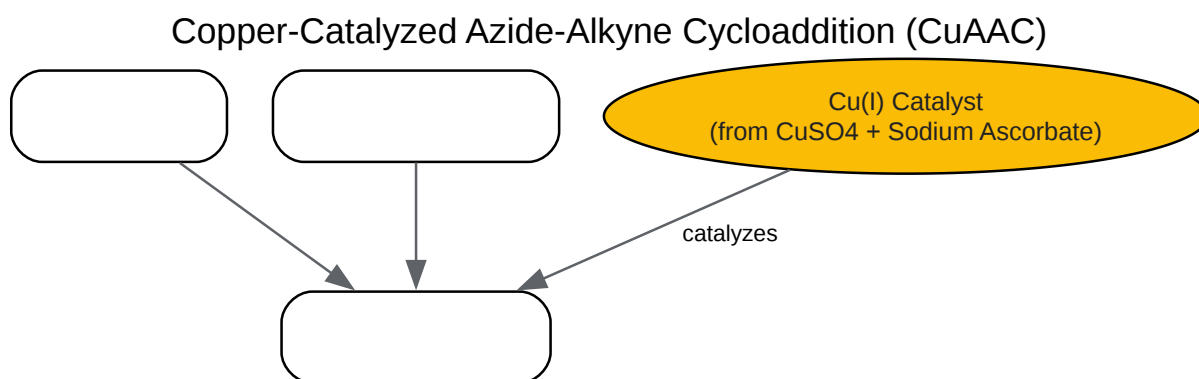 Copper-Catalyzed Azide-Alkyne Cycloaddition (CuAAC)
Cu(I) Catalyst
(from CuSO4 + Sodium Ascorbate)
catalyzes